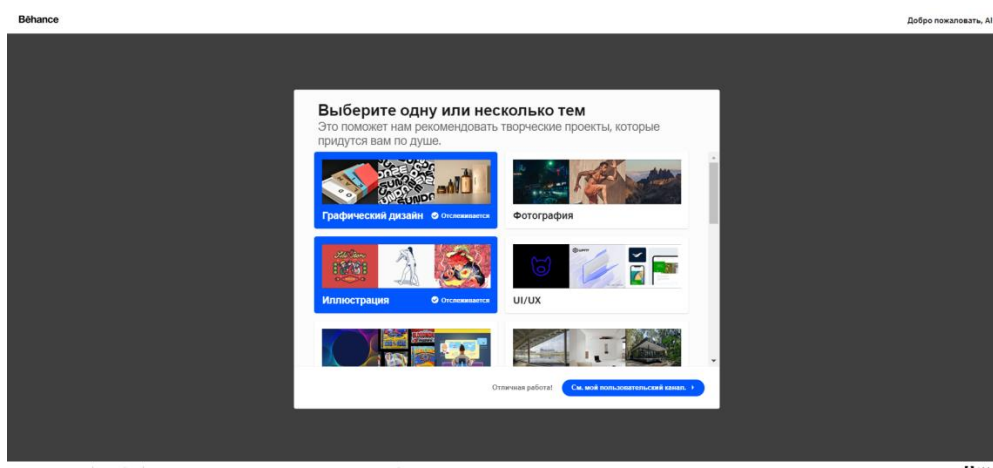 Bēhance
Добро пожаловать, Al
Выберите одну или несколько тем
Это поможет нам рекомендовать творческие проекты, которые
придутся вам по душе.
Графический дизайн
Отслеживается
Фотография
Иллюстрация
Отслеживается
UI/UX
Отличная работа!
См. мой пользовательский канал.